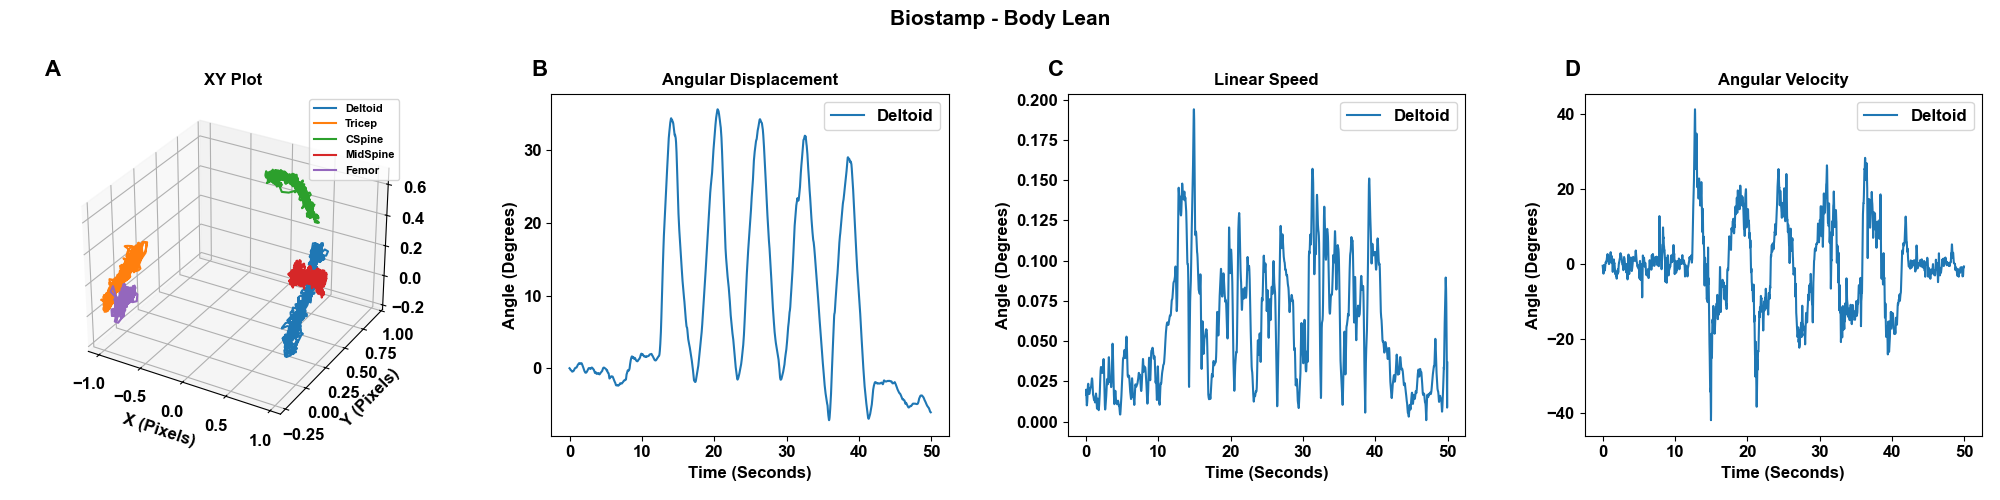 Biostamp - Body Lean
A
XY Plot
Deltoid
Tricep
CSpine
MidSpine
Femor
0.6
0.4
0.2
0.0
−0.2
1.00
0.75
0.50
0.25
0.00
−0.25
Y (Pixels)
−1.0
−0.5
0.0
0.5
1.0
X (Pixels)
B
Angular Displacement
Deltoid
30
20
10
0
Angle (Degrees)
0 10 20 30 40 50
Time (Seconds)
C
Linear Speed
Deltoid
0.200
0.175
0.150
0.125
0.100
0.075
0.050
0.025
0.000
Angle (Degrees)
0 10 20 30 40 50
Time (Seconds)
D
Angular Velocity
Deltoid
40
20
0
−20
−40
Angle (Degrees)
0 10 20 30 40 50
Time (Seconds)